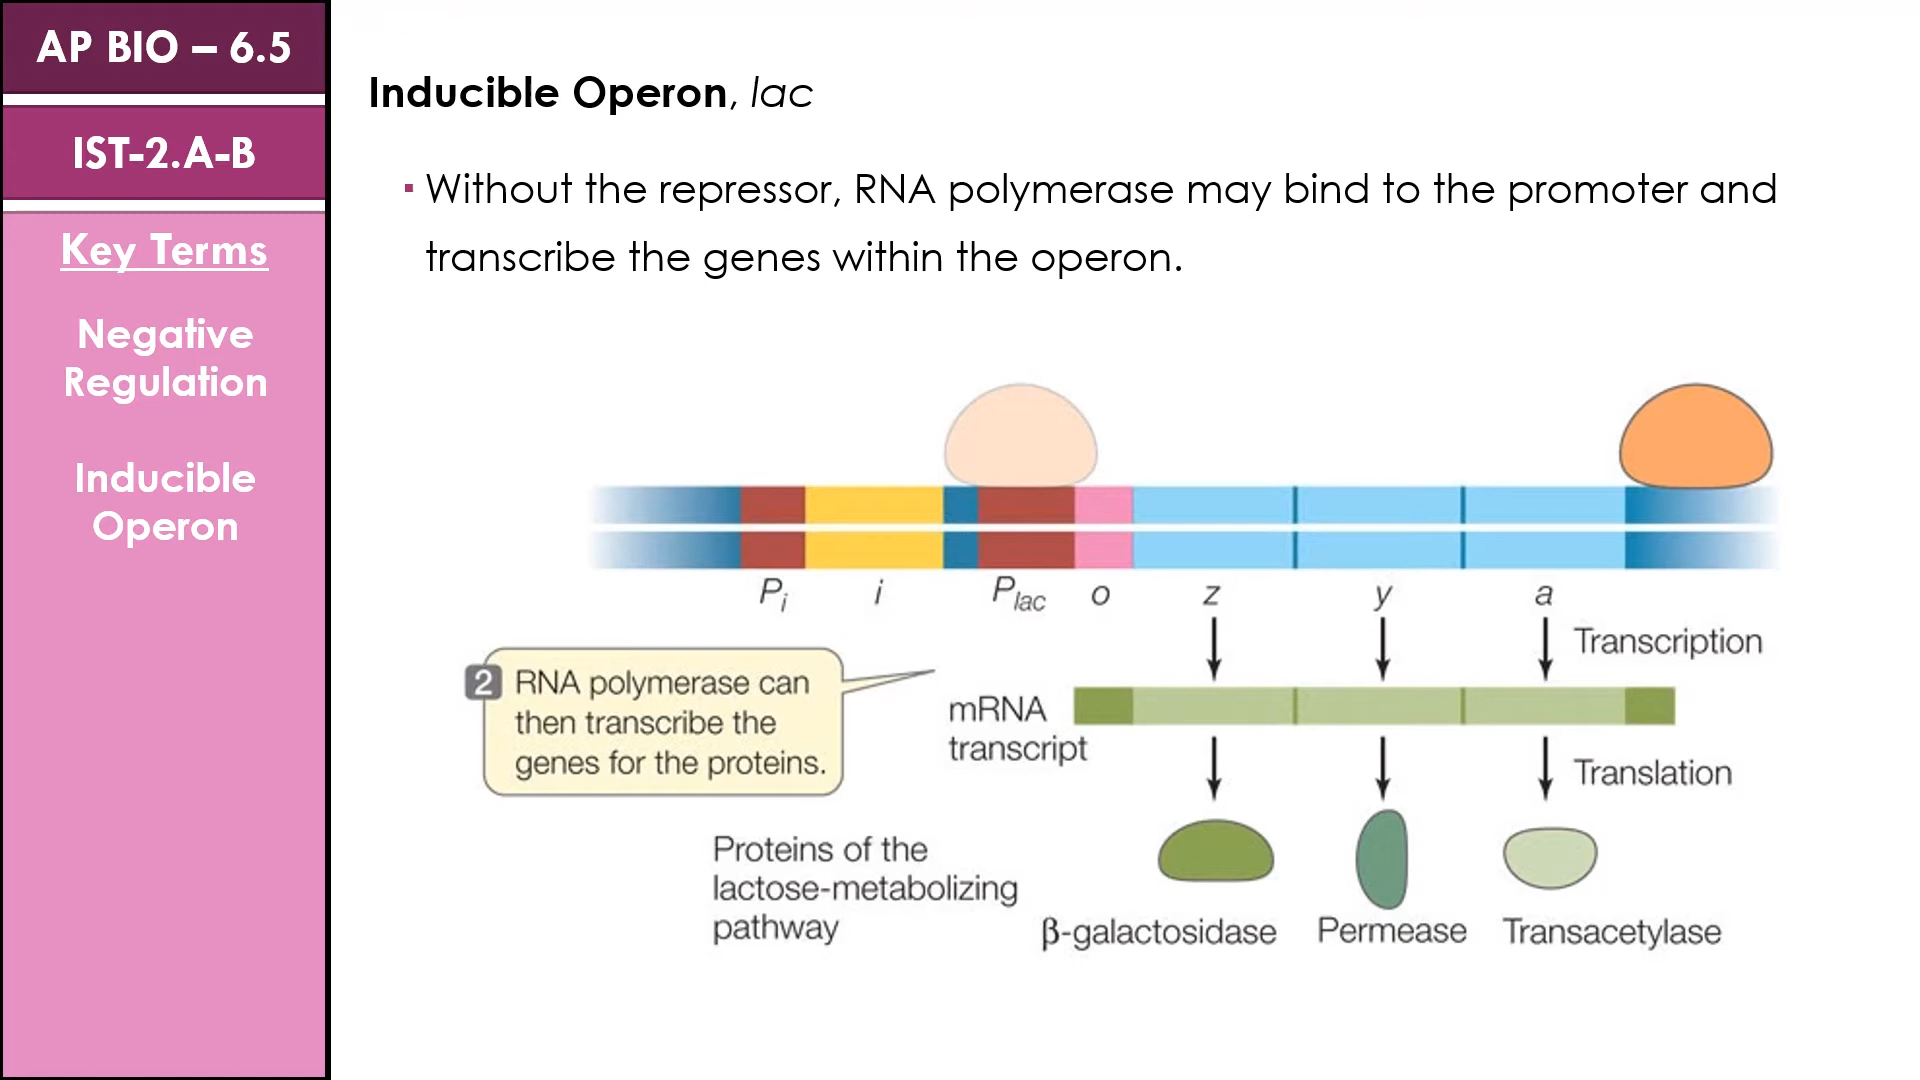 AP BIO – 6.5
IST-2.A-B
Key Terms
Negative
Regulation
Inducible
Operon
Inducible Operon, lac
▪ Without the repressor, RNA polymerase may bind to the promoter and
transcribe the genes within the operon.
Pi i Plac o z y a
Transcription
2 RNA polymerase can
then transcribe the
genes for the proteins.
mRNA
transcript
Translation
Proteins of the
lactose-metabolizing
pathway
β-galactosidase Permease Transacetylase